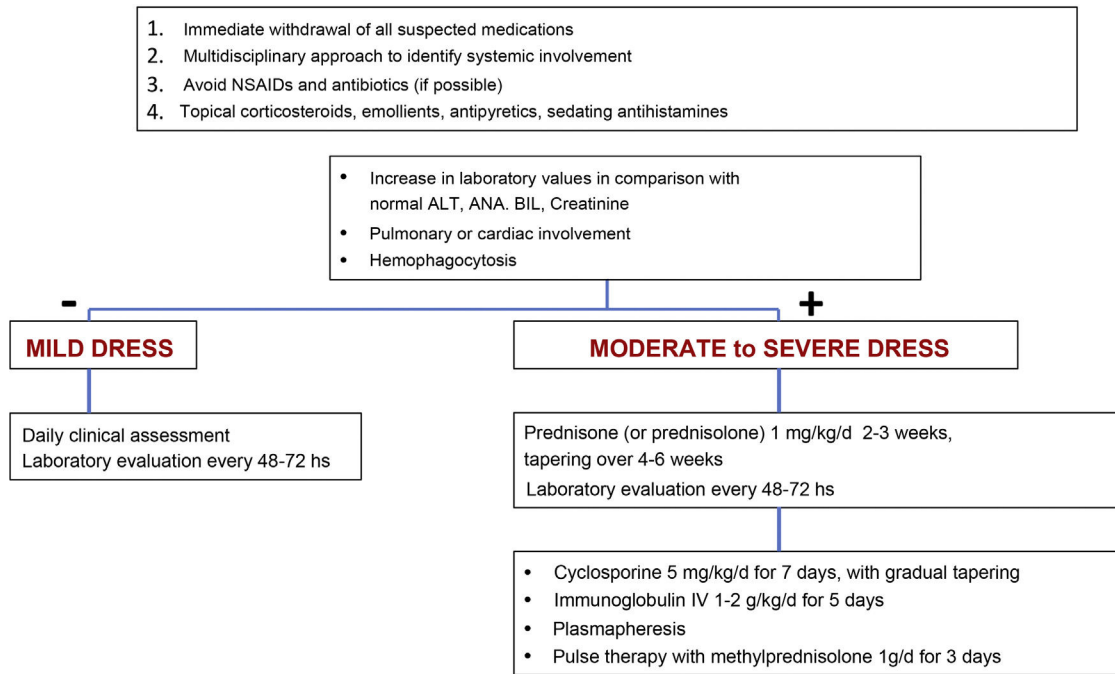 1. Immediate withdrawal of all suspected medications
2. Multidisciplinary approach to identify systemic involvement
3. Avoid NSAIDs and antibiotics (if possible)
4. Topical corticosteroids, emollients, antipyretics, sedating antihistamines
• Increase in laboratory values in comparison with
normal ALT, ANA. BIL, Creatinine
• Pulmonary or cardiac involvement
• Hemophagocytosis
- +
MILD DRESS
MODERATE to SEVERE DRESS
Daily clinical assessment
Laboratory evaluation every 48-72 hs
Prednisone (or prednisolone) 1 mg/kg/d 2-3 weeks,
tapering over 4-6 weeks
Laboratory evaluation every 48-72 hs
• Cyclosporine 5 mg/kg/d for 7 days, with gradual tapering
• Immunoglobulin IV 1-2 g/kg/d for 5 days
• Plasmapheresis
• Pulse therapy with methylprednisolone 1g/d for 3 days